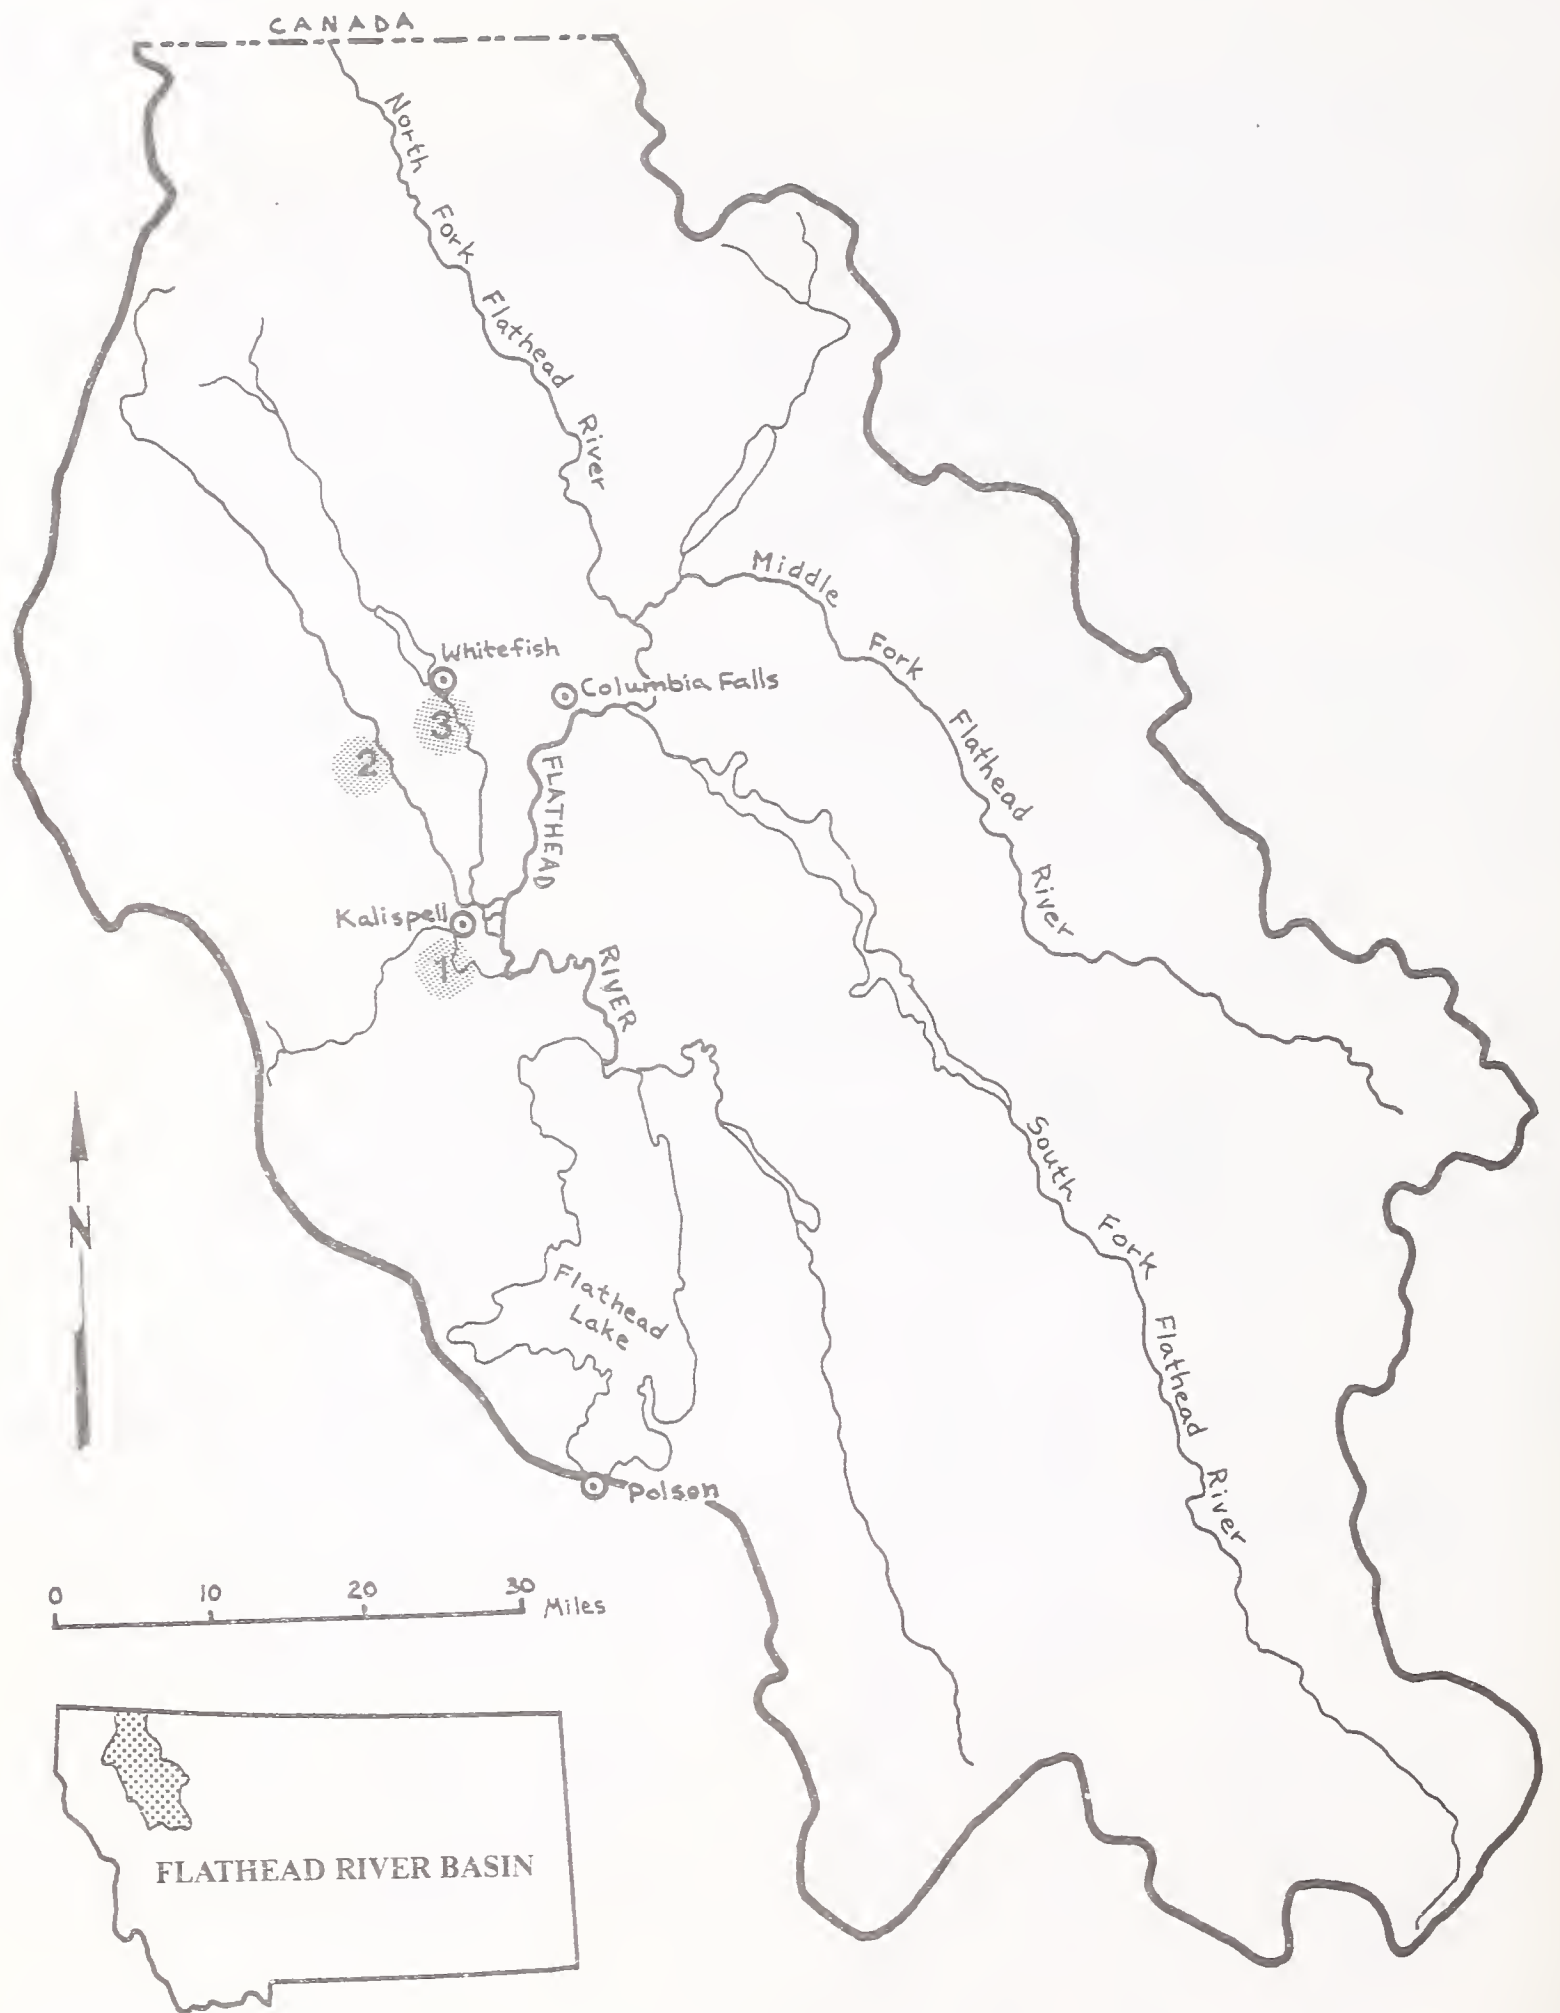 CANADA
North Fork Flathead River
Middle Fork Flathead River
Whitefish
Columbia Falls
3
2
FLATHEAD RIVER
Kalispell
1
South Fork Flathead River
N
Flathead
Lake
Polson
0 10 20 30 Miles
FLATHEAD RIVER BASIN